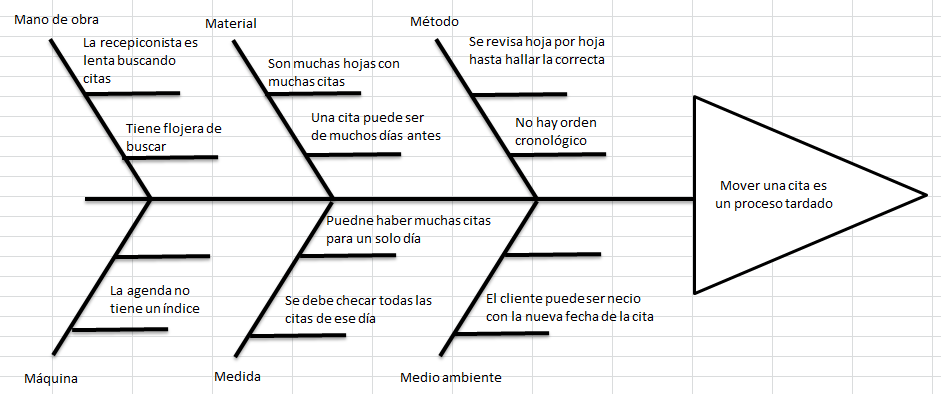 Mano de obra
La recepiconista es
lenta buscando
citas
Tiene flojera de
buscar
Material
Son muchas hojas con
muchas citas
Una cita puede ser
de muchos días antes
Método
Se revisa hoja por hoja
hasta hallar la correcta
No hay orden
cronológico
Mover una cita es
un proceso tardado
La agenda no
tiene un índice
Máquina
Puedne haber muchas citas
para un solo día
Se debe checar todas las
citas de ese día
Medida
El cliente puede ser necio
con la nueva fecha de la cita
Medio ambiente